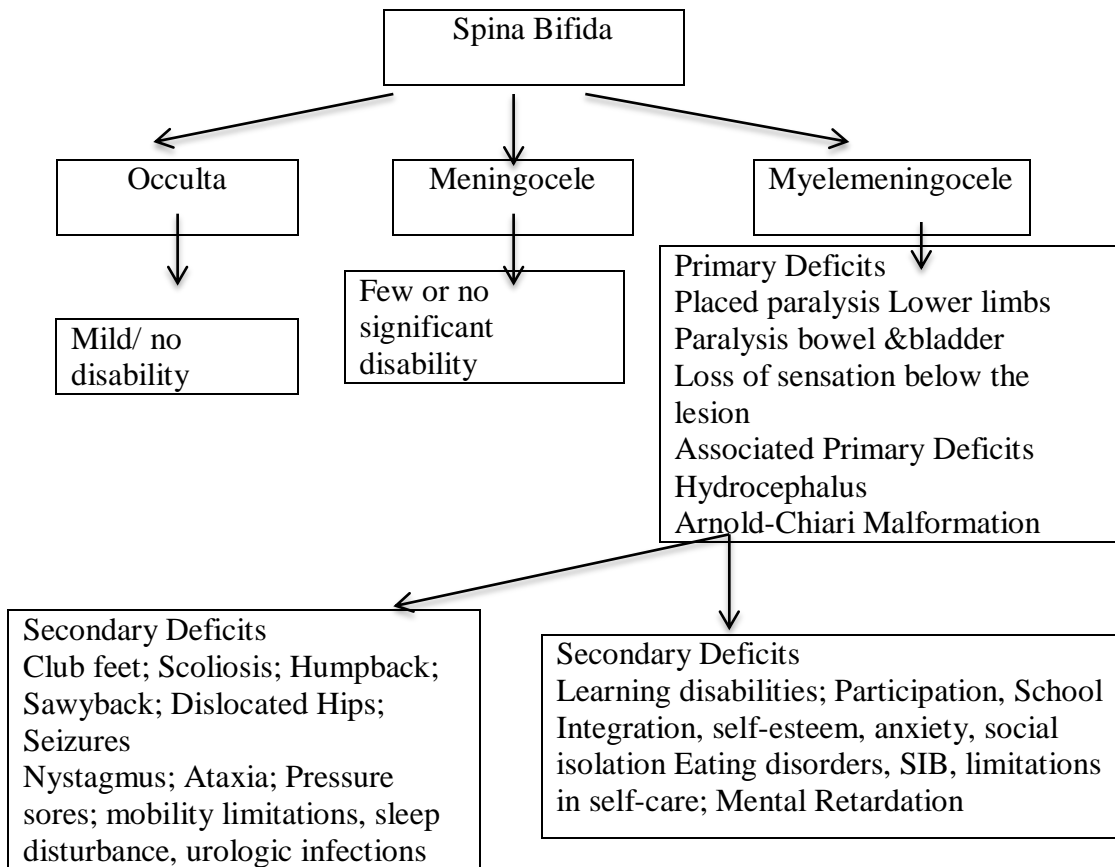 Spina Bifida
Occulta
Meningocele
Myelemeningocele
Mild/ no
disability
Few or no
significant
disability
Primary Deficits
Placed paralysis Lower limbs
Paralysis bowel &bladder
Loss of sensation below the
lesion
Associated Primary Deficits
Hydrocephalus
Arnold-Chiari Malformation
Secondary Deficits
Club feet; Scoliosis; Humpback;
Sawyback; Dislocated Hips;
Seizures
Nystagmus; Ataxia; Pressure
sores; mobility limitations, sleep
disturbance, urologic infections
Secondary Deficits
Learning disabilities; Participation, School
Integration, self-esteem, anxiety, social
isolation Eating disorders, SIB, limitations
in self-care; Mental Retardation